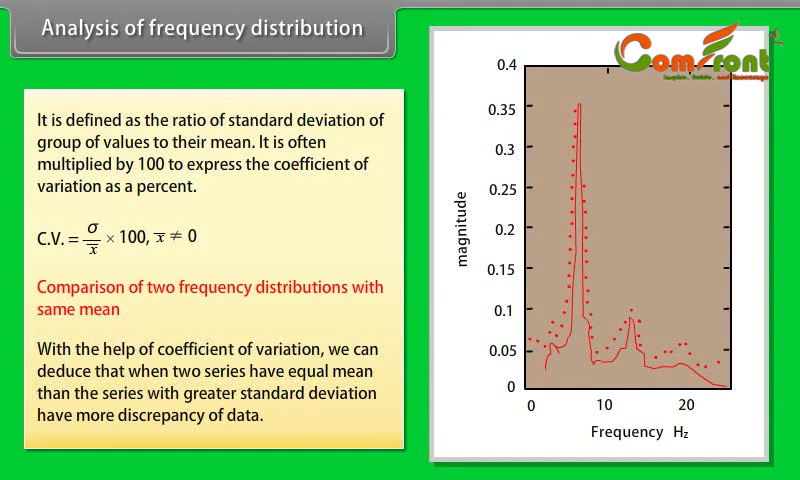 Analysis of frequency distribution
It is defined as the ratio of standard deviation of
group of values to their mean. It is often
multiplied by 100 to express the coefficient of
variation as a percent.
C.V. = σ/x̅ × 100, x̅ ≠ 0
Comparison of two frequency distributions with
same mean
With the help of coefficient of variation, we can
deduce that when two series have equal mean
than the series with greater standard deviation
have more discrepancy of data.
Comfront
Inspire, Guide, and Encourage
0.4
0.35
0.3
0.25
0.2
0.15
0.1
0.05
0
magnitude
0 10 20
Frequency Hz